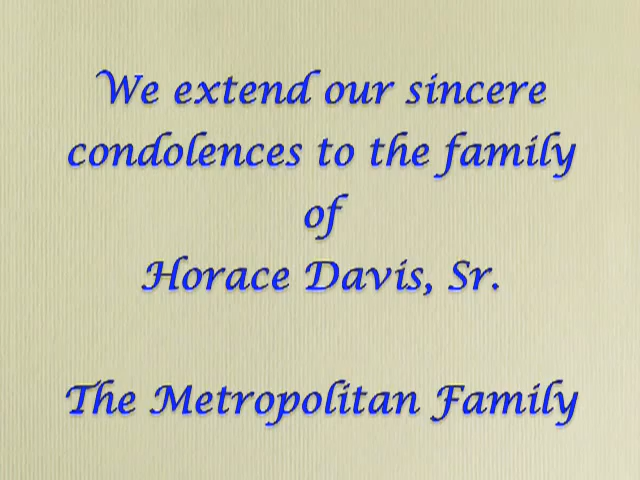 We extend our sincere
condolences to the family
of
Horace Davis, Sr.
The Metropolitan Family